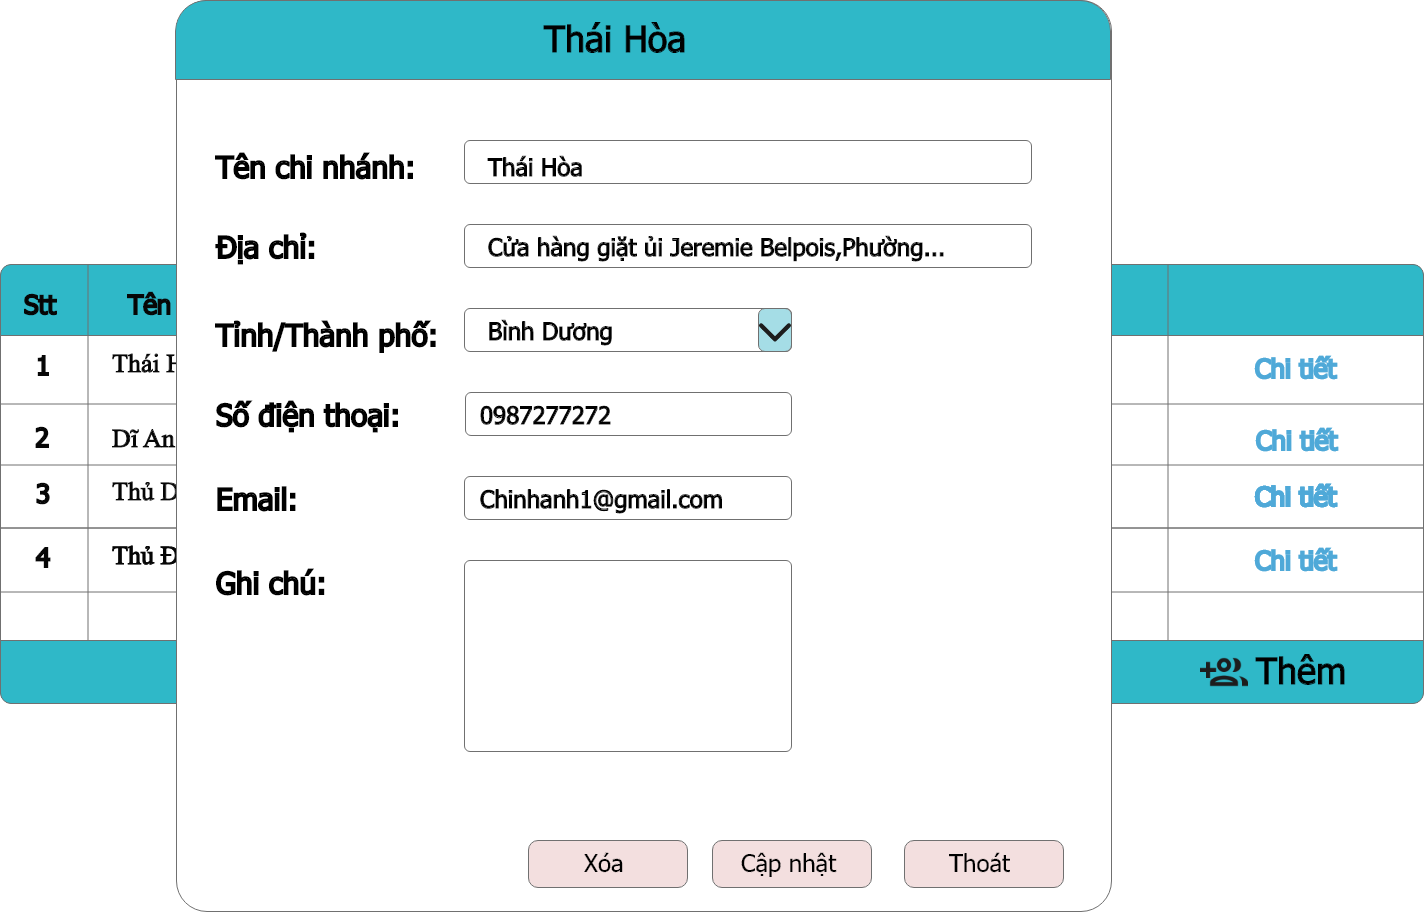 Thái Hòa
Tên chi nhánh:
Thái Hòa
Địa chỉ:
Cửa hàng giặt ủi Jeremie Belpois,Phường...
Stt
Tên
Tỉnh/Thành phố:
Bình Dương
1
Thái H
Chi tiết
Số điện thoại:
0987277272
2
Dĩ An
Chi tiết
3
Thủ D
Email:
Chinhanh1@gmail.com
Chi tiết
4
Thủ Đ
Chi tiết
Ghi chú:
Thêm
Xóa
Cập nhật
Thoát